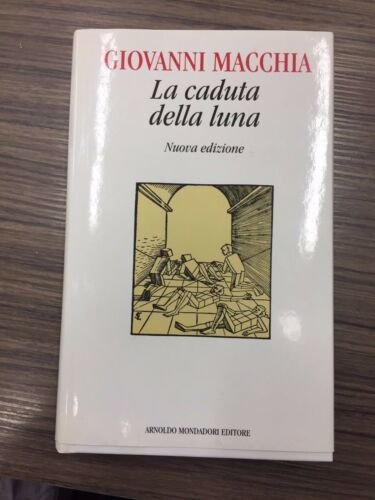 GIOVANNI MACCHIA
La caduta
della luna
Nuova edizione
ARNOLDO MONDADORI EDITORE